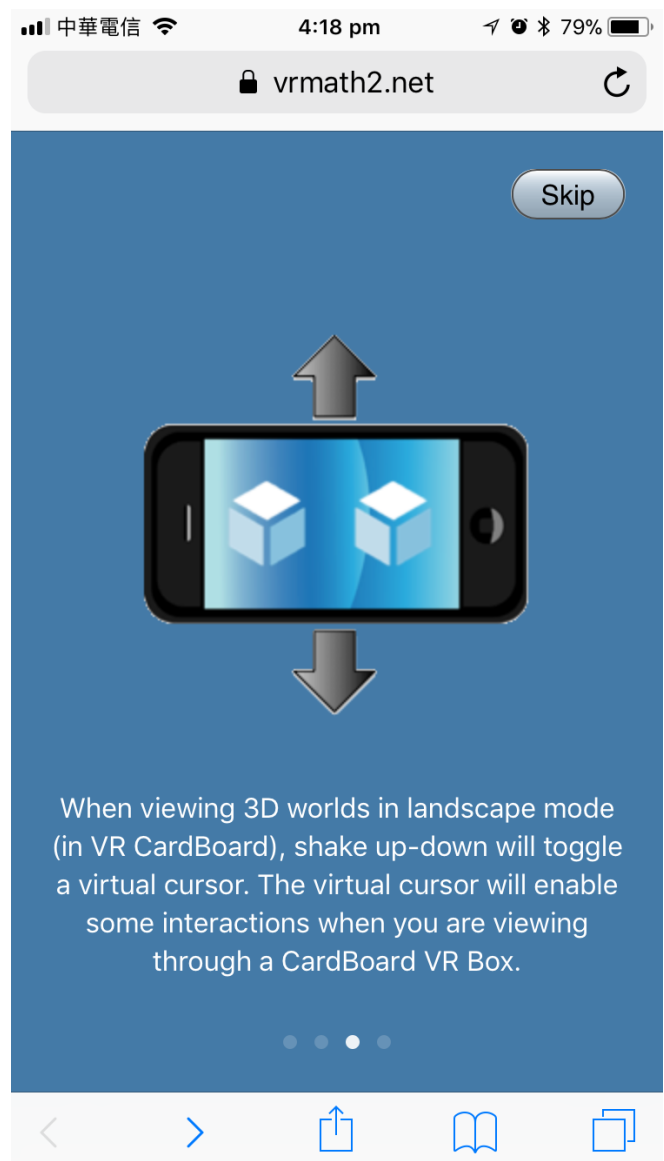 中華電信 4:18 pm 79%
vrmath2.net
Skip
When viewing 3D worlds in landscape mode
(in VR CardBoard), shake up-down will toggle
a virtual cursor. The virtual cursor will enable
some interactions when you are viewing
through a CardBoard VR Box.